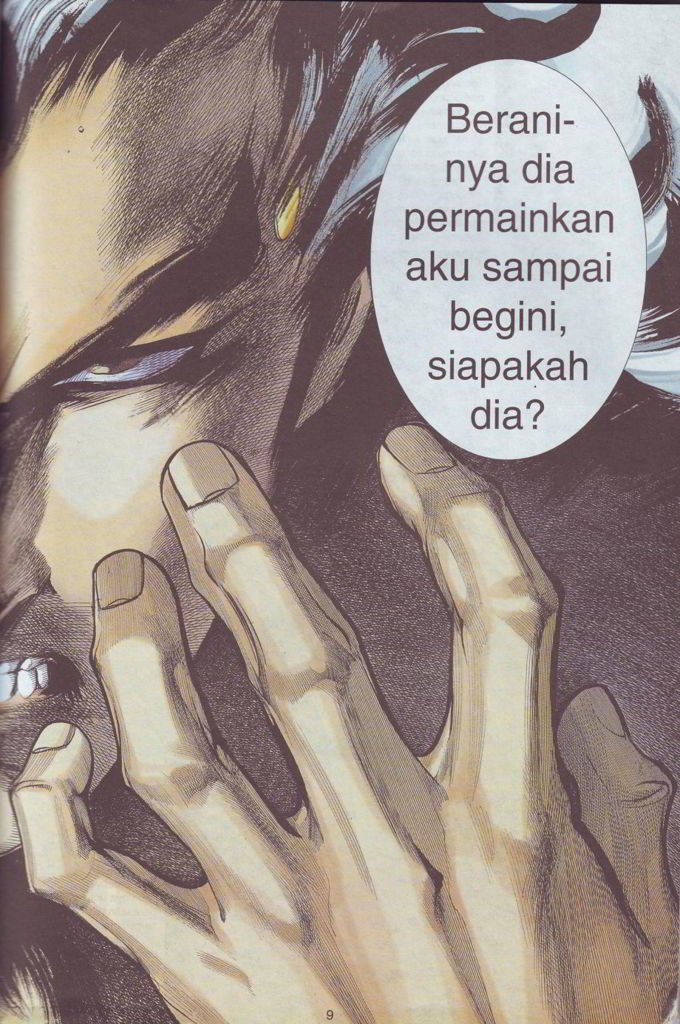 Berani-
nya dia
permainkan
aku sampai
begini,
siapakah
dia?
9